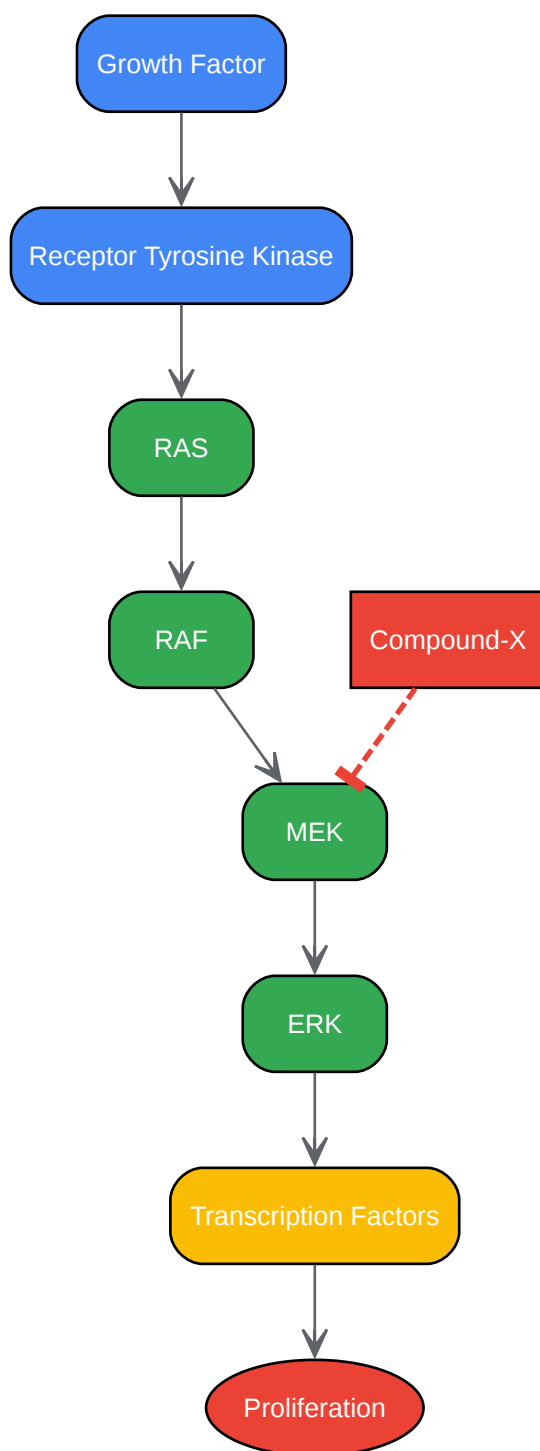 Growth Factor
Receptor Tyrosine Kinase
RAS
RAF
Compound-X
MEK
ERK
Transcription Factors
Proliferation